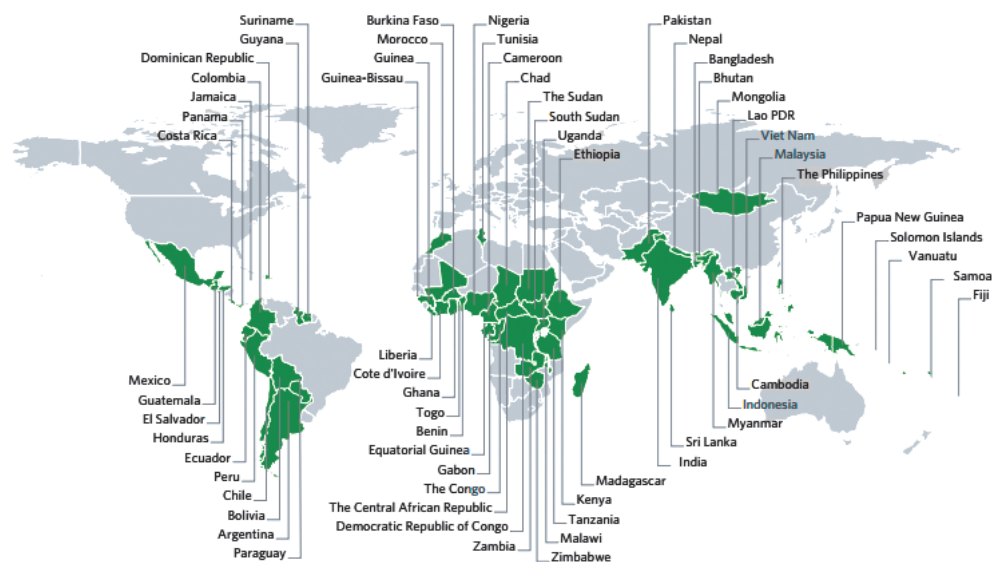 Suriname
Guyana
Dominican Republic
Colombia
Jamaica
Panama
Costa Rica
Burkina Faso
Morocco
Guinea
Guinea-Bissau
Nigeria
Tunisia
Cameroon
Chad
The Sudan
South Sudan
Uganda
Ethiopia
Pakistan
Nepal
Bangladesh
Bhutan
Mongolia
Lao PDR
Viet Nam
Malaysia
The Philippines
Papua New Guinea
Solomon Islands
Vanuatu
Samoa
Fiji
Mexico
Guatemala
El Salvador
Honduras
Ecuador
Peru
Chile
Bolivia
Argentina
Paraguay
Liberia
Cote d'Ivoire
Ghana
Togo
Benin
Equatorial Guinea
Gabon
The Congo
The Central African Republic
Democratic Republic of Congo
Zambia
Zimbabwe
Malawi
Tanzania
Kenya
Madagascar
Cambodia
Indonesia
Myanmar
Sri Lanka
India